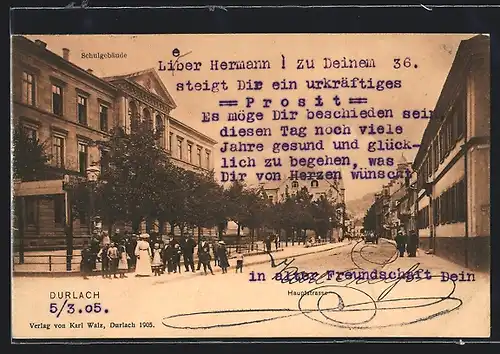 Schulgebäude
Lieber Hermann ! zu Deinem 36.
steigt Dir ein urkräftiges
== Prosit ==
Es möge Dir beschieden sein
diesen Tag noch viele
Jahre gesund und glück-
lich zu begehen, was
Dir von Herzen wünscht
in alter Freundschaft Dein
DURLACH
Hauptstrasse
5/3.05.
Verlag von Karl Walz, Durlach 1905.